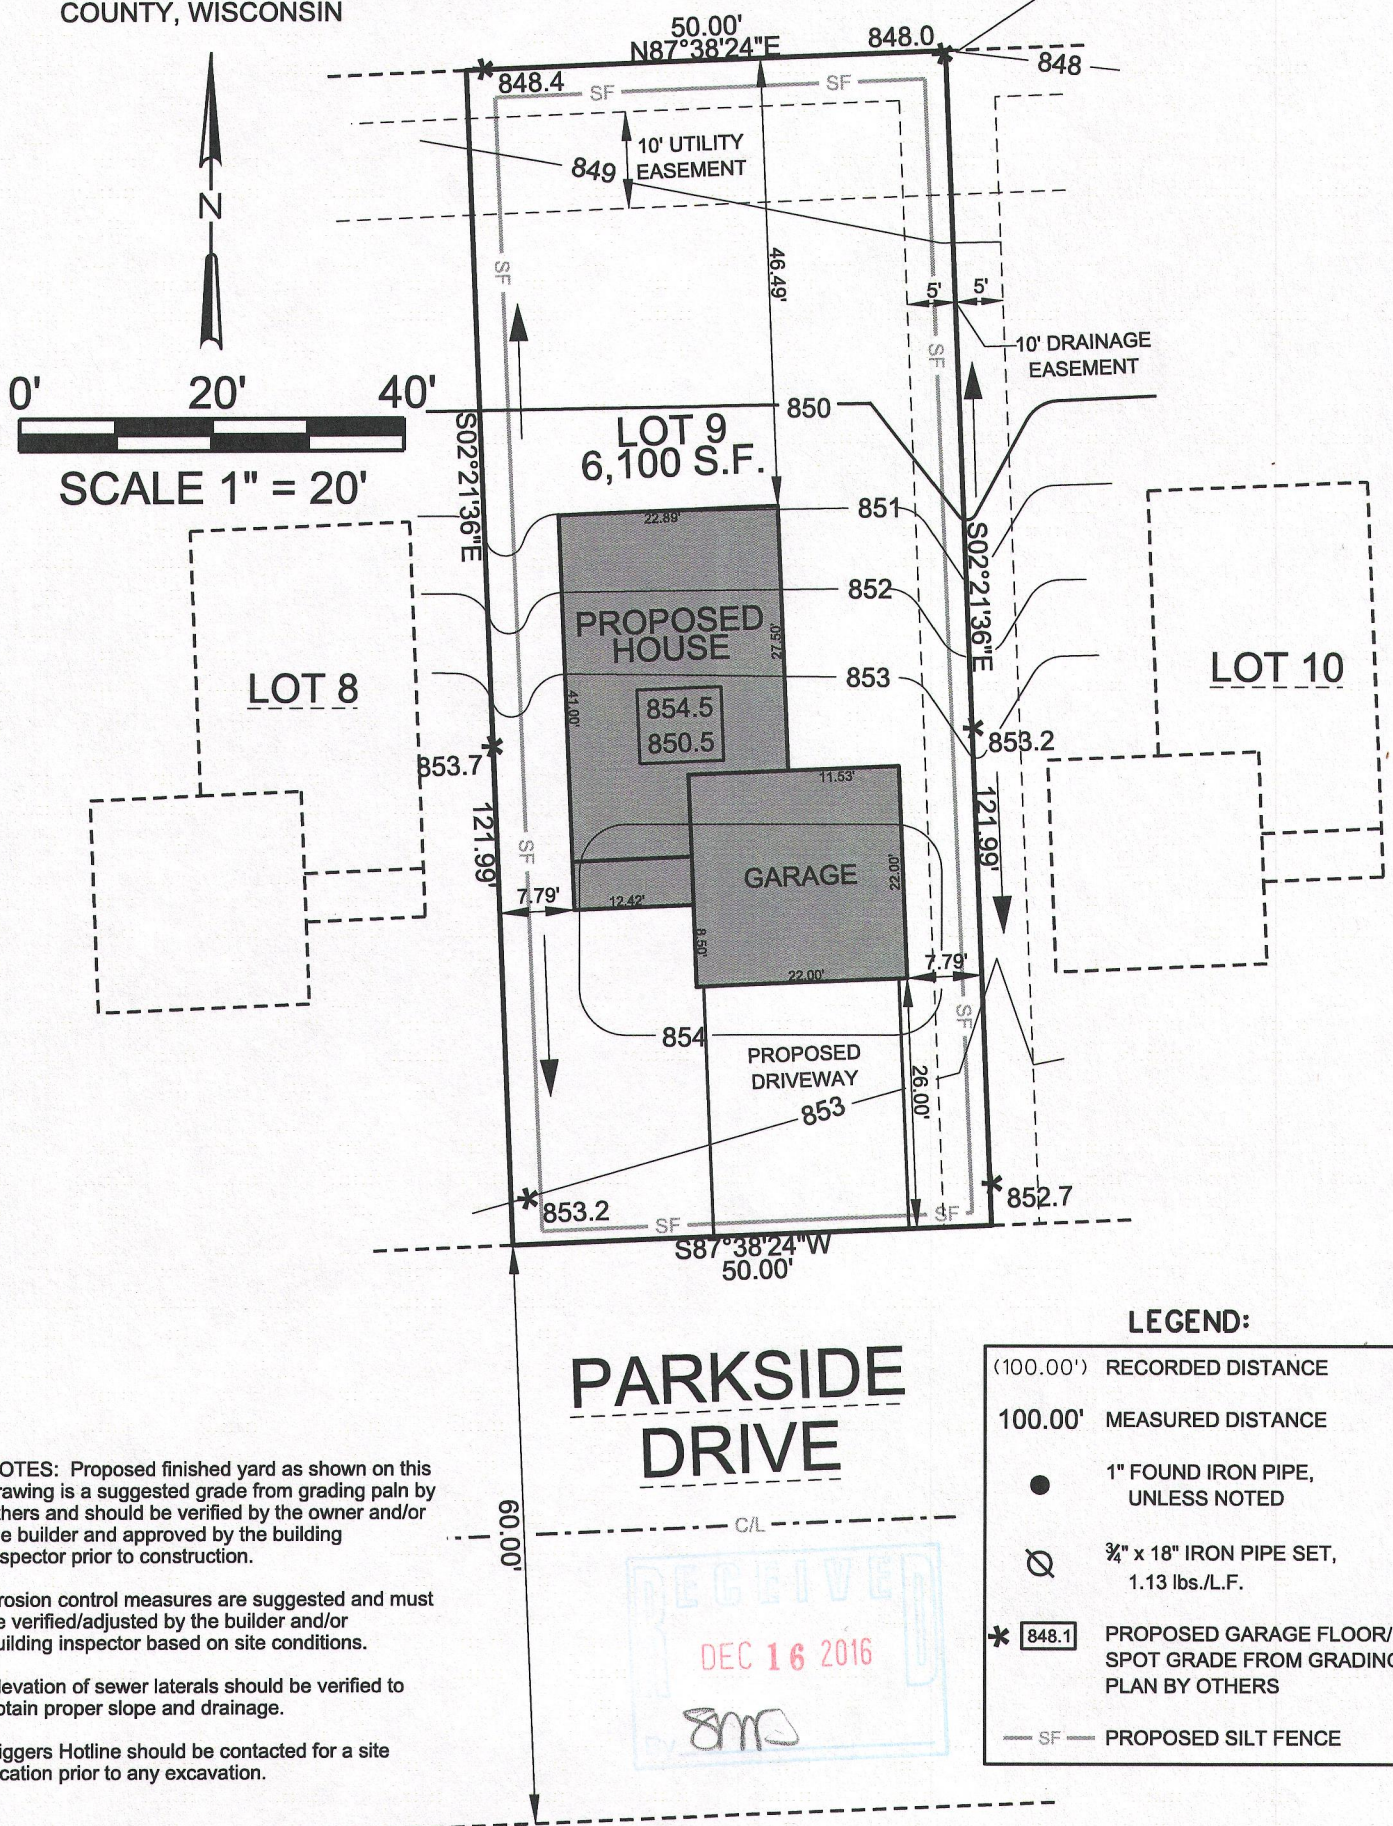 COUNTY, WISCONSIN
50.00'
N87°38'24"E
848.0
848.4
848
SF
SF
10' UTILITY
EASEMENT
849
N
SF
46.49'
5'
5'
10' DRAINAGE
EASEMENT
SF
0' 20' 40'
850
S02°21'36"E
LOT 9
6,100 S.F.
SCALE 1" = 20'
22.89'
851
S02°21'36"E
852
PROPOSED
HOUSE
27.50'
LOT 8
853
LOT 10
41.00'
854.5
850.5
853.7
853.2
11.53'
121.99'
121.99'
SF
GARAGE
22.00'
7.79'
12.42'
8.50'
22.00'
7.79'
SF
854
PROPOSED
DRIVEWAY
26.00'
853
853.2
852.7
SF
SF
S87°38'24"W
50.00'
PARKSIDE
DRIVE
60.00'
C/L
LEGEND:
(100.00') RECORDED DISTANCE
100.00' MEASURED DISTANCE
1" FOUND IRON PIPE,
UNLESS NOTED
¾" x 18" IRON PIPE SET,
1.13 lbs./L.F.
848.1 PROPOSED GARAGE FLOOR/
SPOT GRADE FROM GRADING
PLAN BY OTHERS
SF PROPOSED SILT FENCE
OTES: Proposed finished yard as shown on this
rawing is a suggested grade from grading paln by
thers and should be verified by the owner and/or
e builder and approved by the building
spector prior to construction.
rosion control measures are suggested and must
e verified/adjusted by the builder and/or
uilding inspector based on site conditions.
levation of sewer laterals should be verified to
btain proper slope and drainage.
iggers Hotline should be contacted for a site
cation prior to any excavation.
RECEIVED
DEC 16 2016